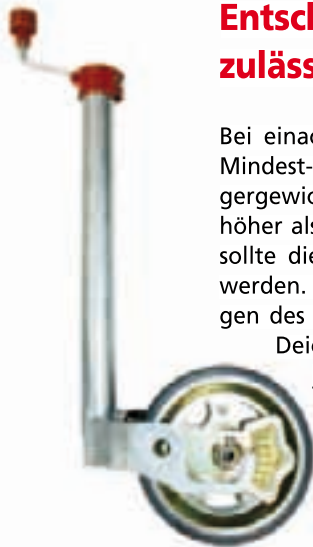 Entsch
zuläss
Bei einac
Mindest-
gergewic
höher als
sollte die
werden.
gen des
Deic